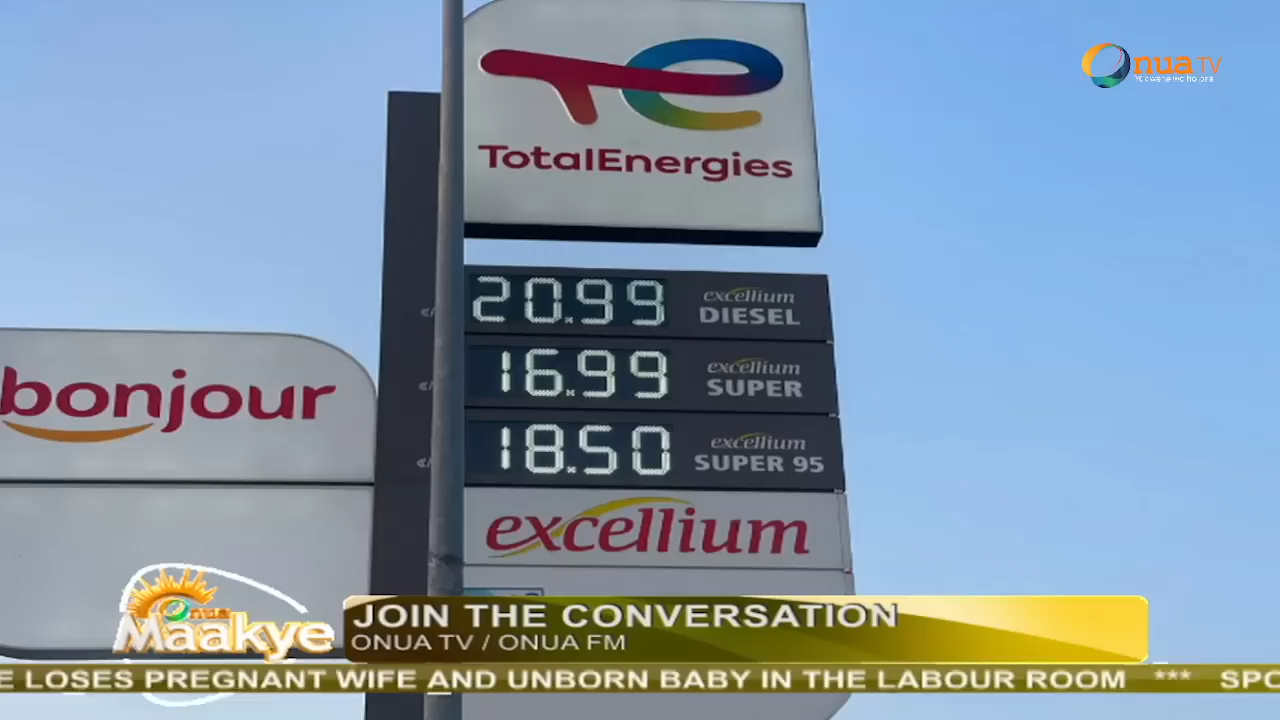 Onua TV
TotalEnergies
20.99 excellium DIESEL
16.99 excellium SUPER
18.50 excellium SUPER 95
bonjour
excellium
Onua Maakye
JOIN THE CONVERSATION
ONUA TV / ONUA FM
LOSES PREGNANT WIFE AND UNBORN BABY IN THE LABOUR ROOM ***